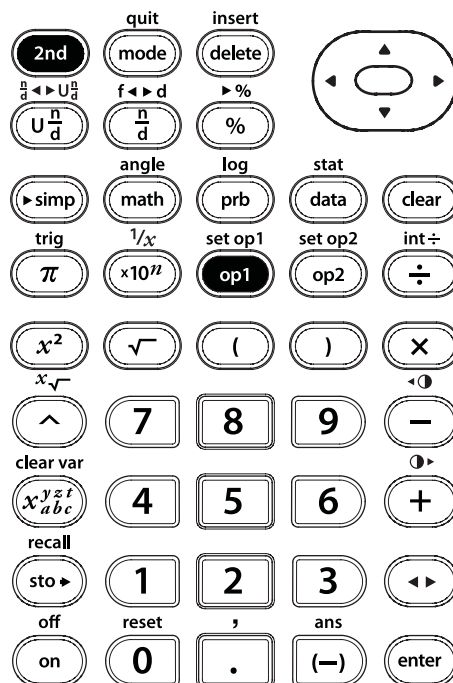 quit insert
2nd mode delete
n/d ◂▸ U n/d f ◂▸ d ▸ %
U n/d n/d %
angle log stat
▸simp math prb data clear
trig 1/x set op1 set op2 int÷
π ×10ⁿ op1 op2 ÷
x² √ ( ) ×
ˣ√
^ 7 8 9 −
clear var
x y z t a b c 4 5 6 +
recall
sto ▸ 1 2 3 ◂ ▸
off reset , ans
on 0 . (−) enter